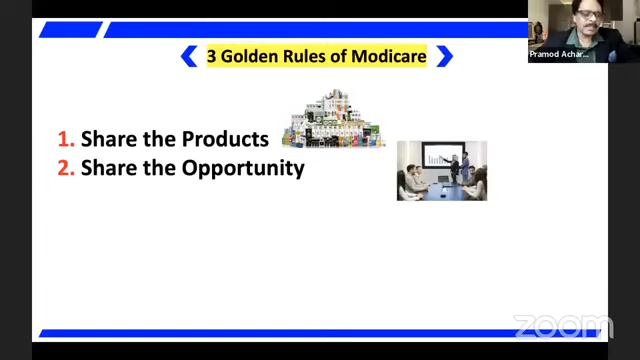 3 Golden Rules of Modicare
Pramod Achar...
1. Share the Products
2. Share the Opportunity
zoom